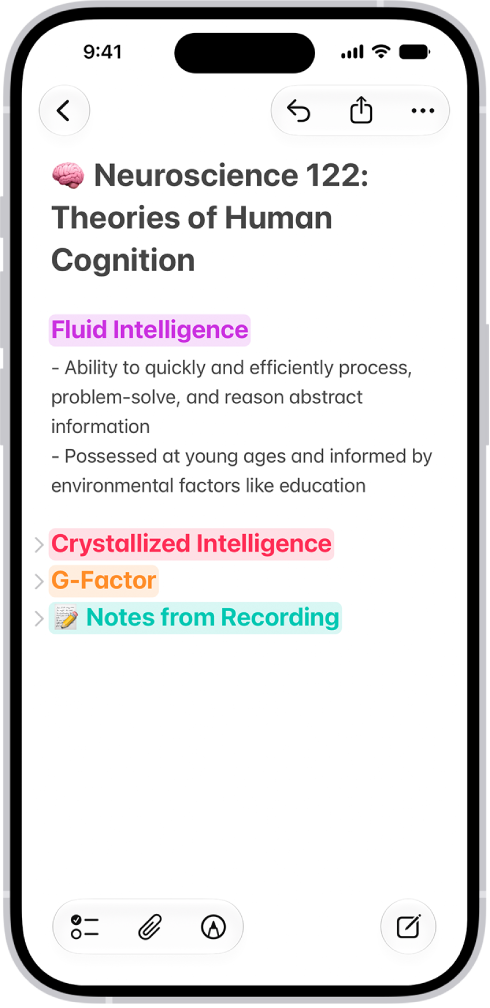 9:41
🧠 Neuroscience 122:
Theories of Human
Cognition
Fluid Intelligence
- Ability to quickly and efficiently process,
problem-solve, and reason abstract
information
- Possessed at young ages and informed by
environmental factors like education
Crystallized Intelligence
G-Factor
📝 Notes from Recording